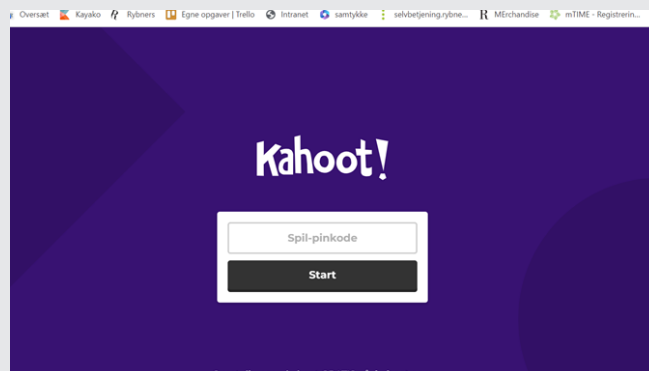 Oversæt Kayako Rybners Egne opgaver | Trello Intranet samtykke selvbetjening.rybne... MErchandise mTIME - Registrerin...
Kahoot!
Spil-pinkode
Start